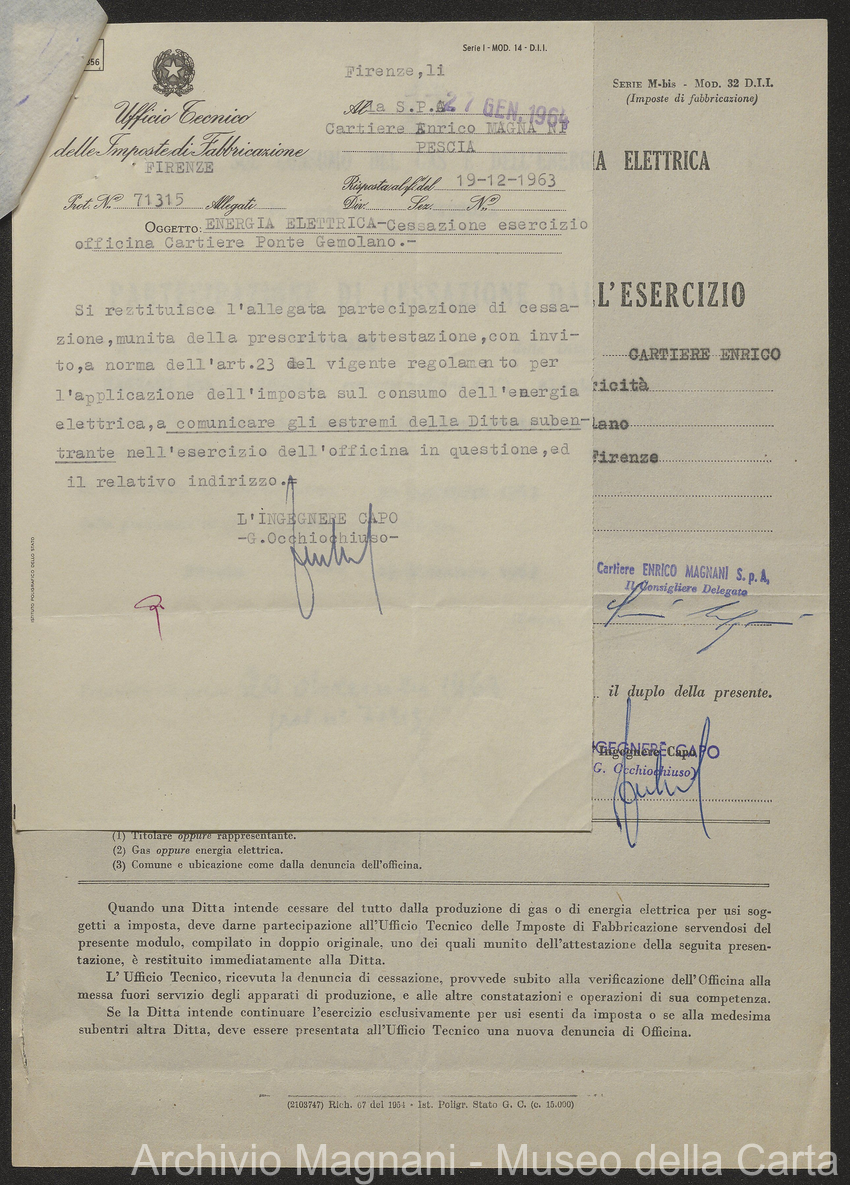 356
Serie I - MOD. 14 - D.I.I.
Firenze, li
27 GEN. 1964
Ufficio Tecnico
delle Imposte di Fabbricazione
FIRENZE
Alla S.P.A.
Cartiere Enrico MAGNANI
PESCIA
Risposta al f.º del 19-12-1963
Prot. Nº 71315 Allegati
Div. Sez. Nº
OGGETTO: ENERGIA ELETTRICA-Cessazione esercizio
officina Cartiere Ponte Gemolano.-
Si reztituisce l'allegata partecipazione di cessa-
zione,munita della prescritta attestazione,con invi-
to,a norma dell'art.23 del vigente regolamento per
l'applicazione dell'imposta sul consumo dell'energia
elettrica,a comunicare gli estremi della Ditta suben-
trante nell'esercizio dell'officina in questione,ed
il relativo indirizzo.-
L'INGEGNERE CAPO
-G.Occhiochiuso-
ISTITUTO POLIGRAFICO DELLO STATO
SERIE M-bis - MOD. 32 D.I.I.
(Imposte di fabbricazione)
A ELETTRICA
L'ESERCIZIO
CARTIERE ENRICO
ricità
lano
Firenze
Cartiere ENRICO MAGNANI S.p.A.
Il Consigliere Delegato
il duplo della presente.
Ingegnere Capo
INGEGNERE CAPO
(G. Occhiochiuso)
(1) Titolare oppure rappresentante.
(2) Gas oppure energia elettrica.
(3) Comune e ubicazione come dalla denuncia dell'officina.
Quando una Ditta intende cessare del tutto dalla produzione di gas o di energia elettrica per usi sog-
getti a imposta, deve darne partecipazione all'Ufficio Tecnico delle Imposte di Fabbricazione servendosi del
presente modulo, compilato in doppio originale, uno dei quali munito dell'attestazione della seguita presen-
tazione, è restituito immediatamente alla Ditta.
L'Ufficio Tecnico, ricevuta la denuncia di cessazione, provvede subito alla verificazione dell'Officina alla
messa fuori servizio degli apparati di produzione, e alle altre constatazioni e operazioni di sua competenza.
Se la Ditta intende continuare l'esercizio esclusivamente per usi esenti da imposta o se alla medesima
subentri altra Ditta, deve essere presentata all'Ufficio Tecnico una nuova denuncia di Officina.
(2103747) Rich. 67 del 1954 - Ist. Poligr. Stato G. C. (c. 15.000)
Archivio Magnani - Museo della Carta